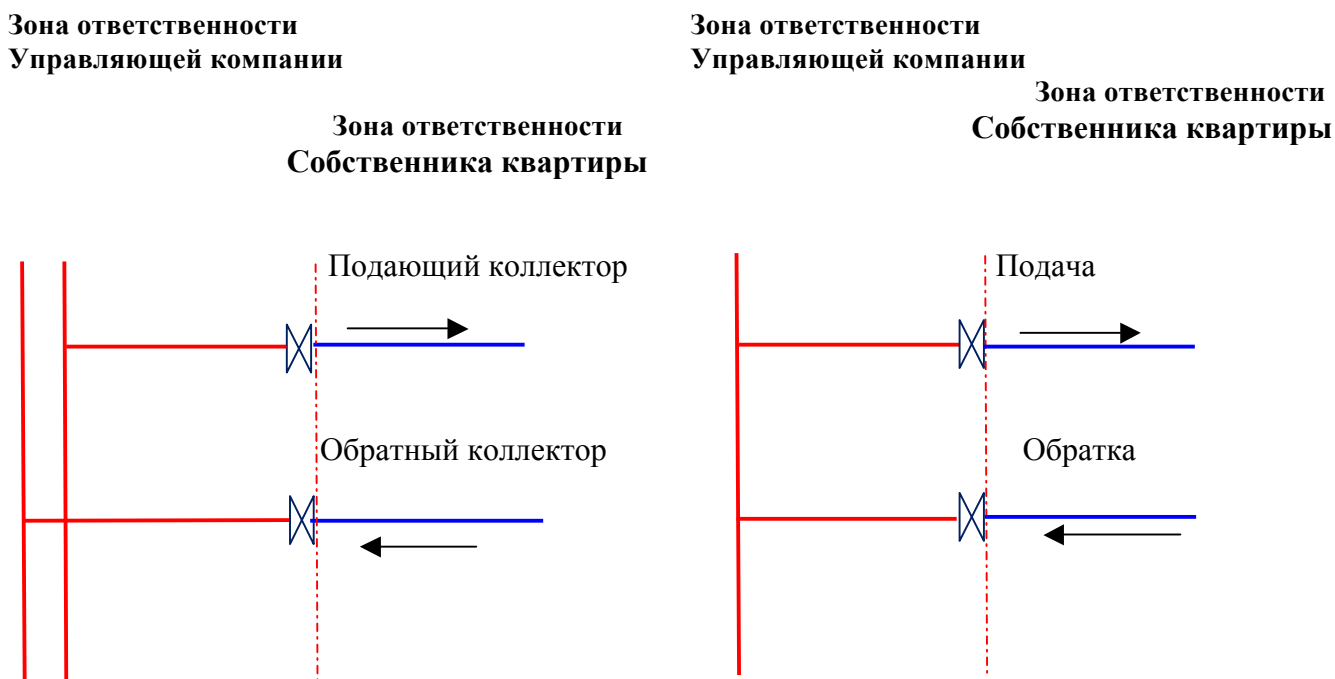 Зона ответственности
Управляющей компании
Зона ответственности
Собственника квартиры
Подающий коллектор
Обратный коллектор
Зона ответственности
Управляющей компании
Зона ответственности
Собственника квартиры
Подача
Обратка